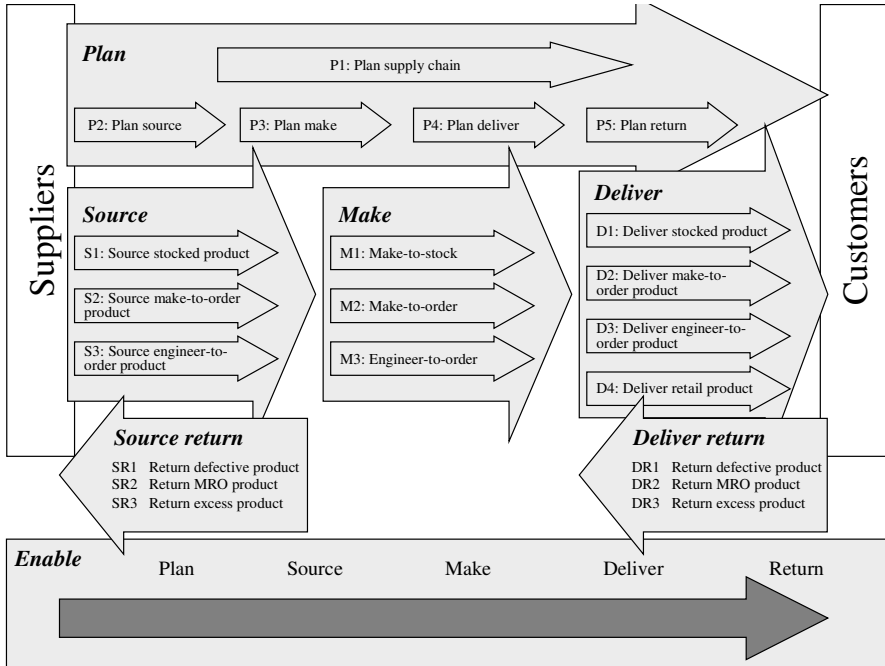 Suppliers
Customers
Plan
P1: Plan supply chain
P2: Plan source
P3: Plan make
P4: Plan deliver
P5: Plan return
Source
S1: Source stocked product
S2: Source make-to-order
product
S3: Source engineer-to-
order product
Make
M1: Make-to-stock
M2: Make-to-order
M3: Engineer-to-order
Deliver
D1: Deliver stocked product
D2: Deliver make-to-
order product
D3: Deliver engineer-to-
order product
D4: Deliver retail product
Source return
SR1 Return defective product
SR2 Return MRO product
SR3 Return excess product
Deliver return
DR1 Return defective product
DR2 Return MRO product
DR3 Return excess product
Enable
Plan Source Make Deliver Return